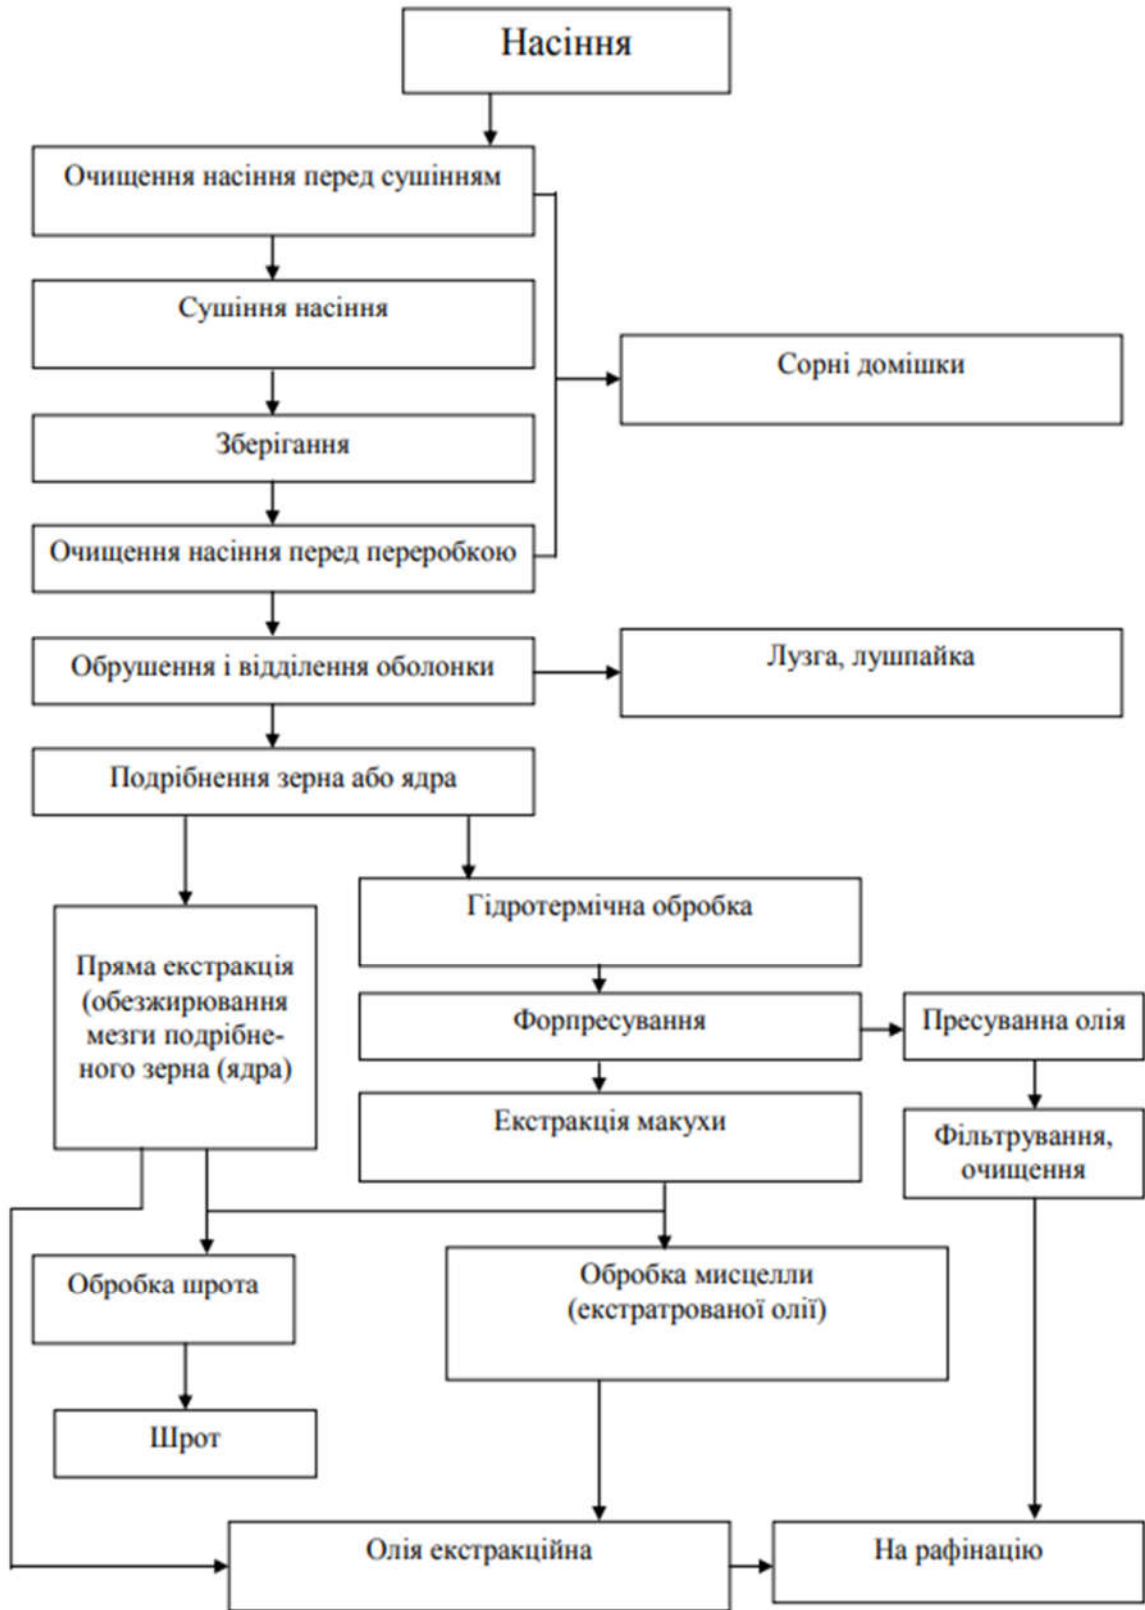 Насіння
Очищення насіння перед сушінням
Сушіння насіння
Сорні домішки
Зберігання
Очищення насіння перед переробкою
Обрушення і відділення оболонки
Лузга, лушпайка
Подрібнення зерна або ядра
Гідротермічна обробка
Пряма екстракція
(обезжирювання
мезги подрібне-
ного зерна (ядра)
Форпресування
Пресуванна олія
Екстракція макухи
Фільтрування,
очищення
Обробка шрота
Обробка мисцелли
(екстратрованої олії)
Шрот
Олія екстракційна
На рафінацію